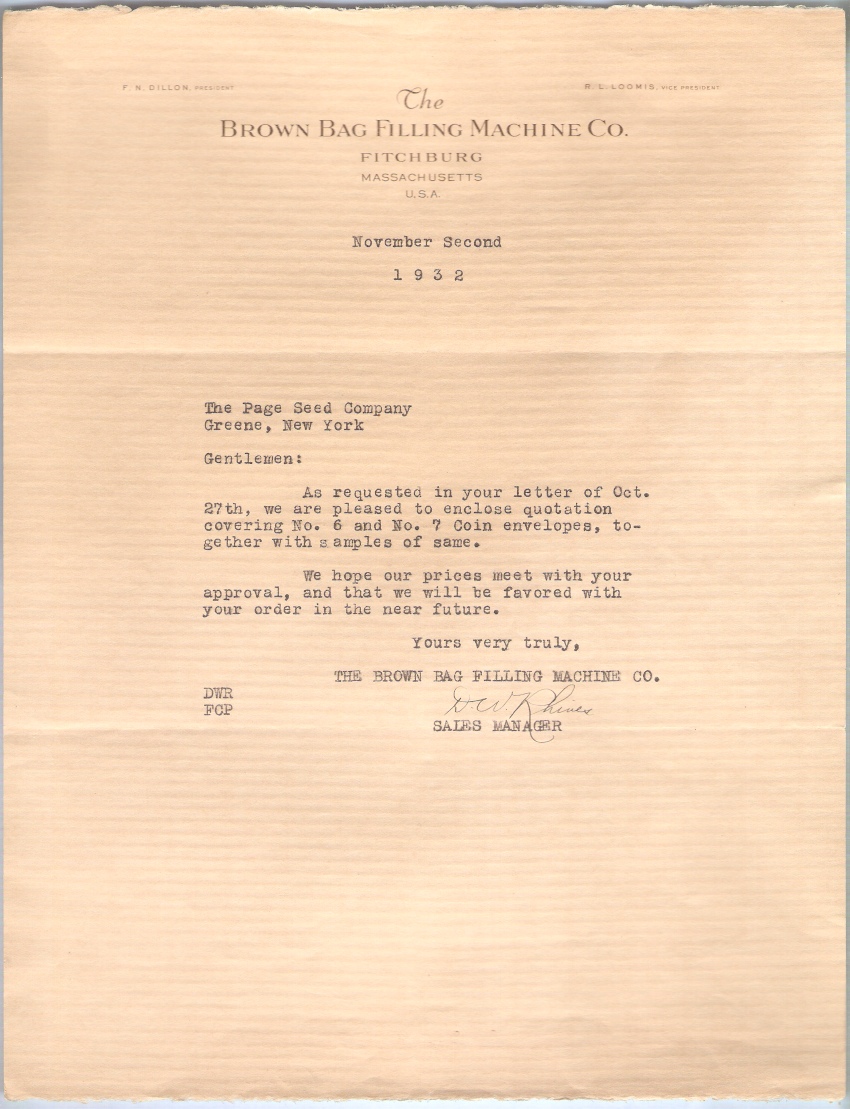 F. N. DILLON, PRESIDENT
R. L. LOOMIS, VICE PRESIDENT
The
BROWN BAG FILLING MACHINE CO.
FITCHBURG
MASSACHUSETTS
U.S.A.
November Second
1 9 3 2
The Page Seed Company
Greene, New York
Gentlemen:
As requested in your letter of Oct.
27th, we are pleased to enclose quotation
covering No. 6 and No. 7 Coin envelopes, to-
gether with samples of same.
We hope our prices meet with your
approval, and that we will be favored with
your order in the near future.
Yours very truly,
THE BROWN BAG FILLING MACHINE CO.
DWR
FCP
D. W. Rhines
SALES MANAGER